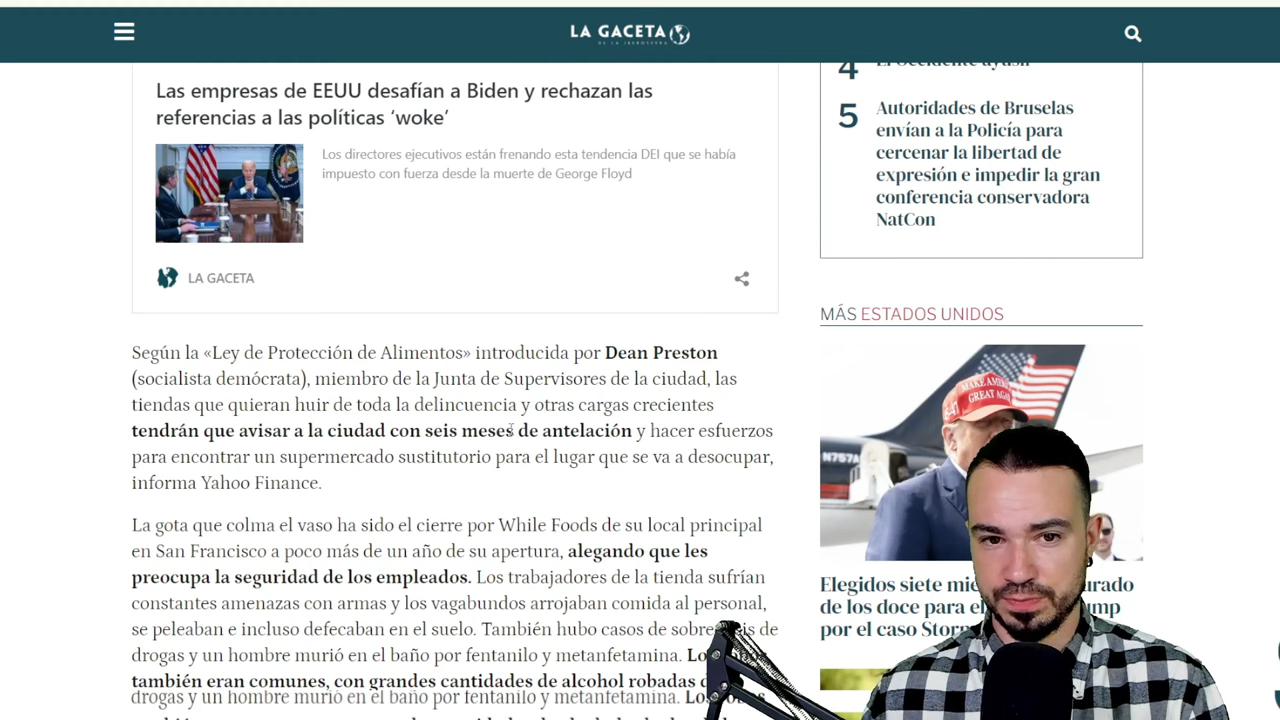 LA GACETA
DE LA IBEROSFERA
Las empresas de EEUU desafían a Biden y rechazan las
referencias a las políticas ‘woke’
Los directores ejecutivos están frenando esta tendencia DEI que se había
impuesto con fuerza desde la muerte de George Floyd
LA GACETA
Según la «Ley de Protección de Alimentos» introducida por Dean Preston
(socialista demócrata), miembro de la Junta de Supervisores de la ciudad, las
tiendas que quieran huir de toda la delincuencia y otras cargas crecientes
tendrán que avisar a la ciudad con seis meses de antelación y hacer esfuerzos
para encontrar un supermercado sustitutorio para el lugar que se va a desocupar,
informa Yahoo Finance.
La gota que colma el vaso ha sido el cierre por While Foods de su local principal
en San Francisco a poco más de un año de su apertura, alegando que les
preocupa la seguridad de los empleados. Los trabajadores de la tienda sufrían
constantes amenazas con armas y los vagabundos arrojaban comida al personal,
se peleaban e incluso defecaban en el suelo. También hubo casos de de
drogas y un hombre murió en el baño por fentanilo y metanfetamina.
también eran comunes, con grandes cantidades de alcohol robadas
drogas y un hombre murió en el baño por fentanilo y metanfetamina.
4 El Occidente
5 Autoridades de Bruselas
envían a la Policía para
cercenar la libertad de
expresión e impedir la gran
conferencia conservadora
NatCon
MÁS ESTADOS UNIDOS
N757A
GREAT
Elegidos siete
de los doce para el
por el caso